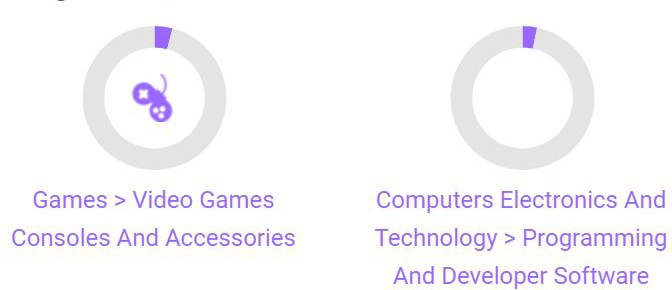 Games > Video Games
Consoles And Accessories
Computers Electronics And
Technology > Programming
And Developer Software